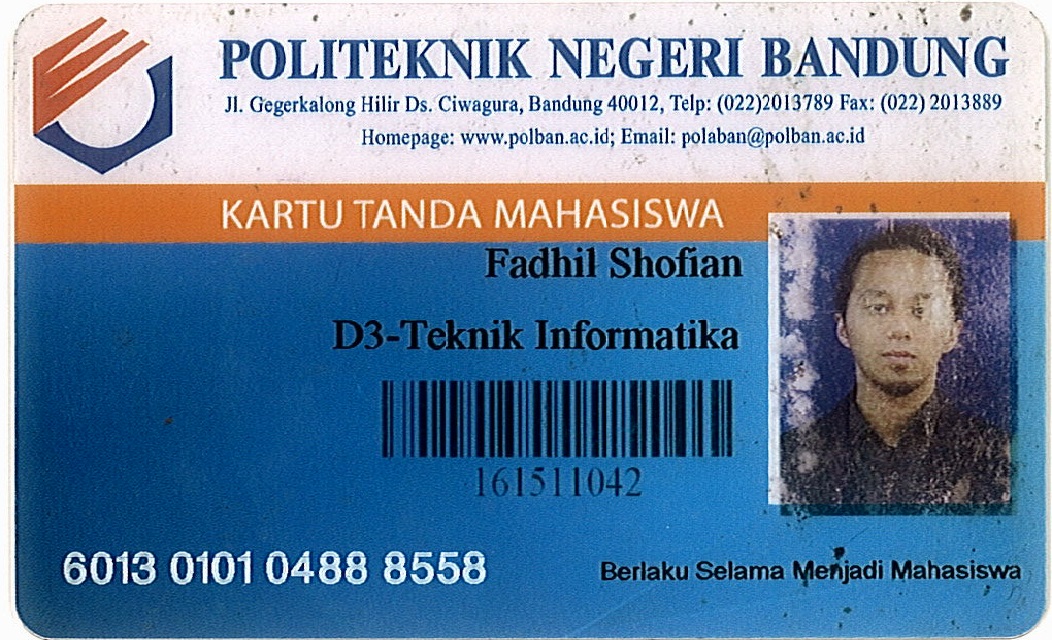 POLITEKNIK NEGERI BANDUNG
Jl. Gegerkalong Hilir Ds. Ciwagura, Bandung 40012, Telp: (022)2013789 Fax: (022) 2013889
Homepage: www.polban.ac.id; Email: polaban@polban.ac.id
KARTU TANDA MAHASISWA
Fadhil Shofian
D3-Teknik Informatika
161511042
6013 0101 0488 8558
Berlaku Selama Menjadi Mahasiswa